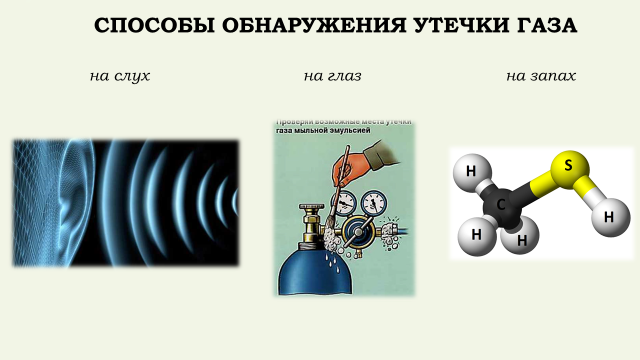 СПОСОБЫ ОБНАРУЖЕНИЯ УТЕЧКИ ГАЗА
на слух
на глаз
на запах
Проверки возможные места утечки
газа мыльной эмульсией
H
S
C
H
H
H